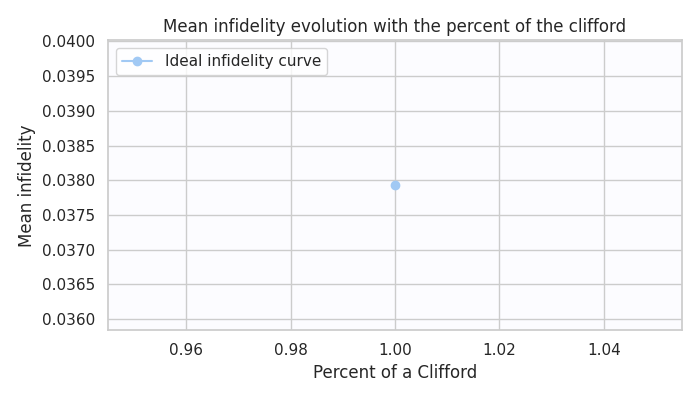 Mean infidelity evolution with the percent of the clifford
Ideal infidelity curve
Mean infidelity
0.0400
0.0395
0.0390
0.0385
0.0380
0.0375
0.0370
0.0365
0.0360
0.96 0.98 1.00 1.02 1.04
Percent of a Clifford